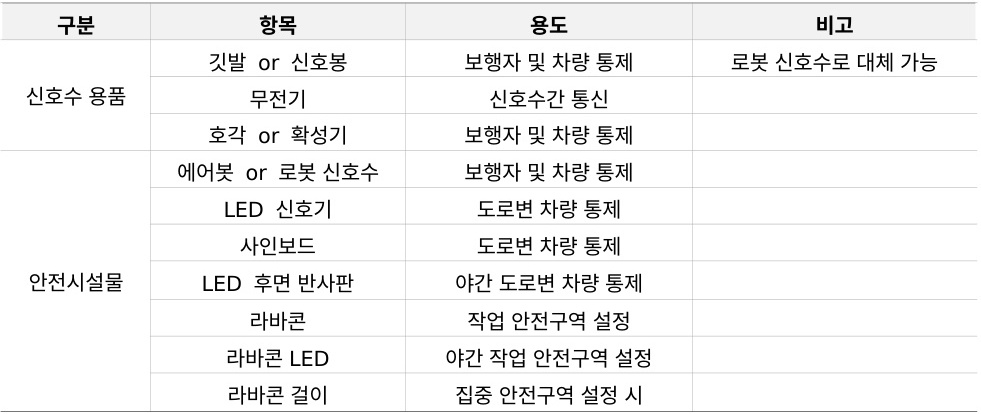 구분 항목 용도 비고
깃발 or 신호봉 보행자 및 차량 통제 로봇 신호수로 대체 가능
신호수 용품 무전기 신호수간 통신
호각 or 확성기 보행자 및 차량 통제
에어봇 or 로봇 신호수 보행자 및 차량 통제
LED 신호기 도로변 차량 통제
사인보드 도로변 차량 통제
안전시설물 LED 후면 반사판 야간 도로변 차량 통제
라바콘 작업 안전구역 설정
라바콘 LED 야간 작업 안전구역 설정
라바콘 걸이 집중 안전구역 설정 시